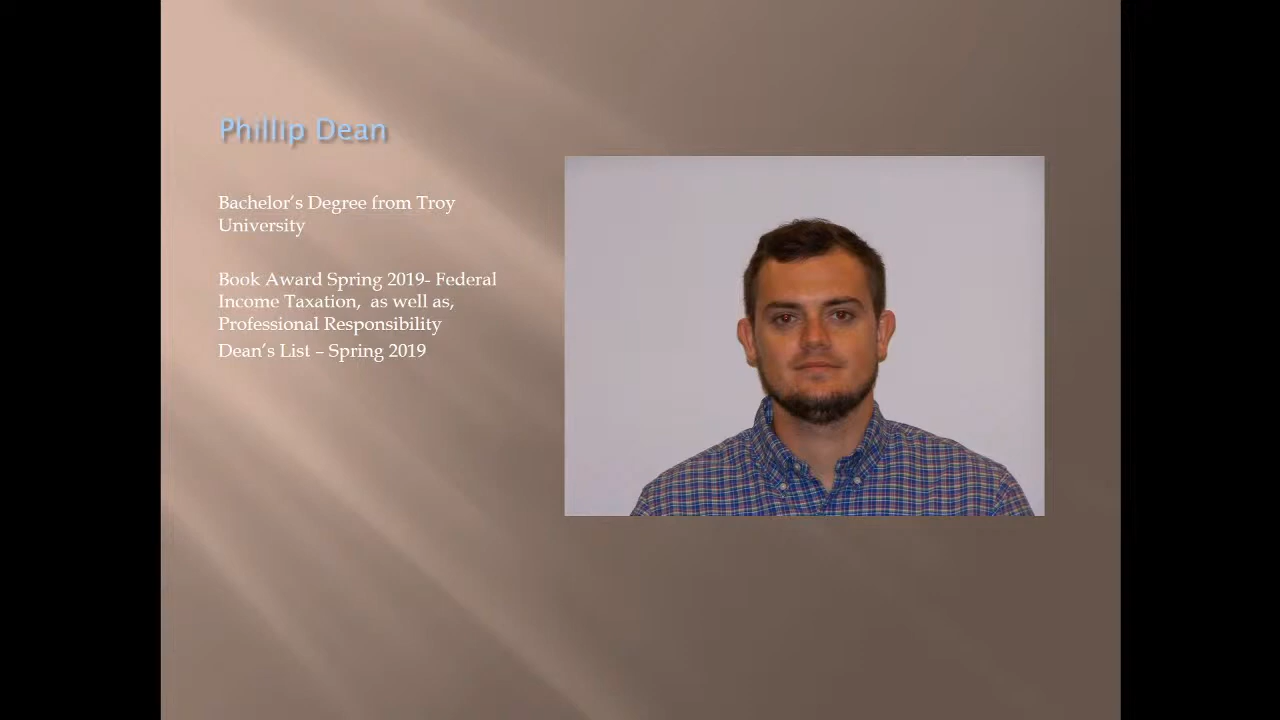 Phillip Dean
Bachelor’s Degree from Troy
University
Book Award Spring 2019- Federal
Income Taxation,  as well as,
Professional Responsibility
Dean’s List – Spring 2019